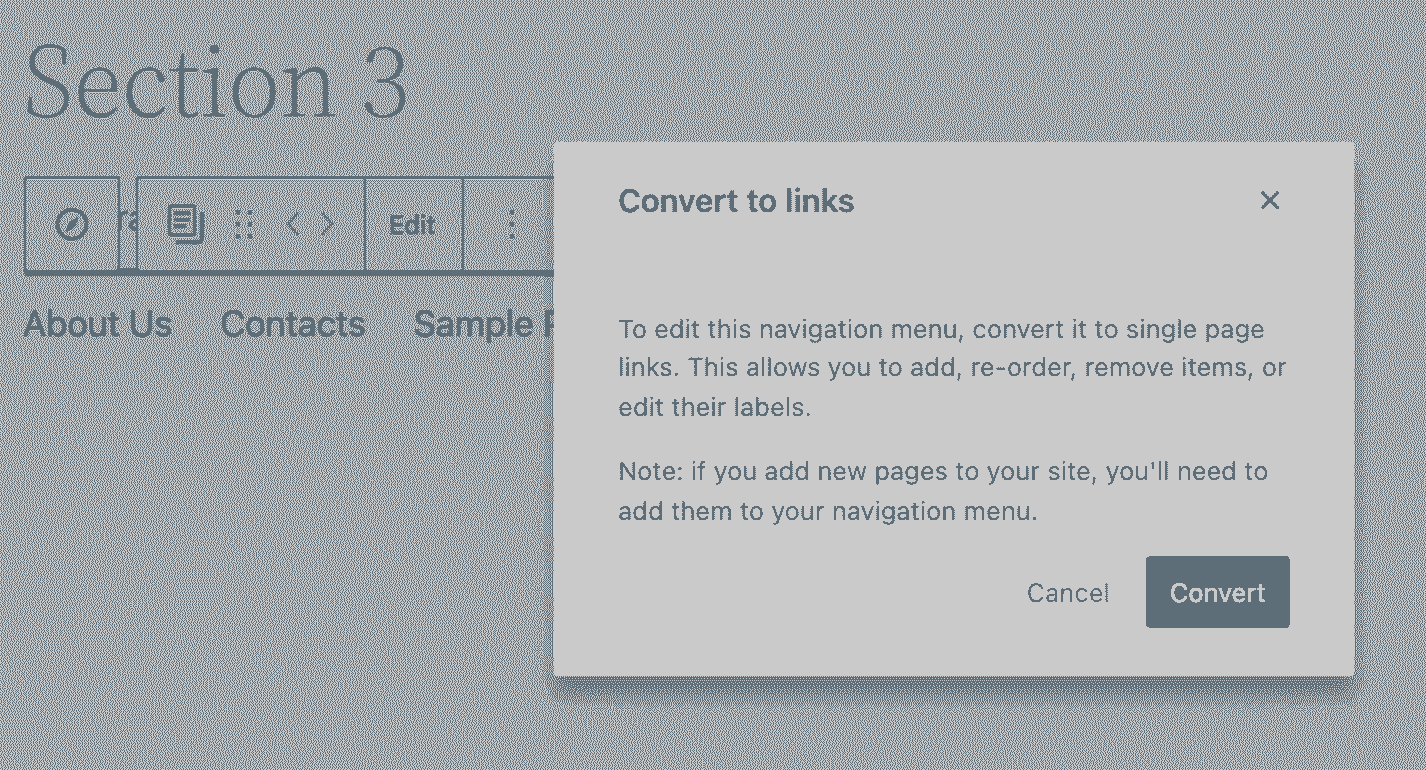 Section 3
Edit
About Us Contacts Sample
Convert to links
To edit this navigation menu, convert it to single page
links. This allows you to add, re-order, remove items, or
edit their labels.
Note: if you add new pages to your site, you'll need to
add them to your navigation menu.
Cancel Convert